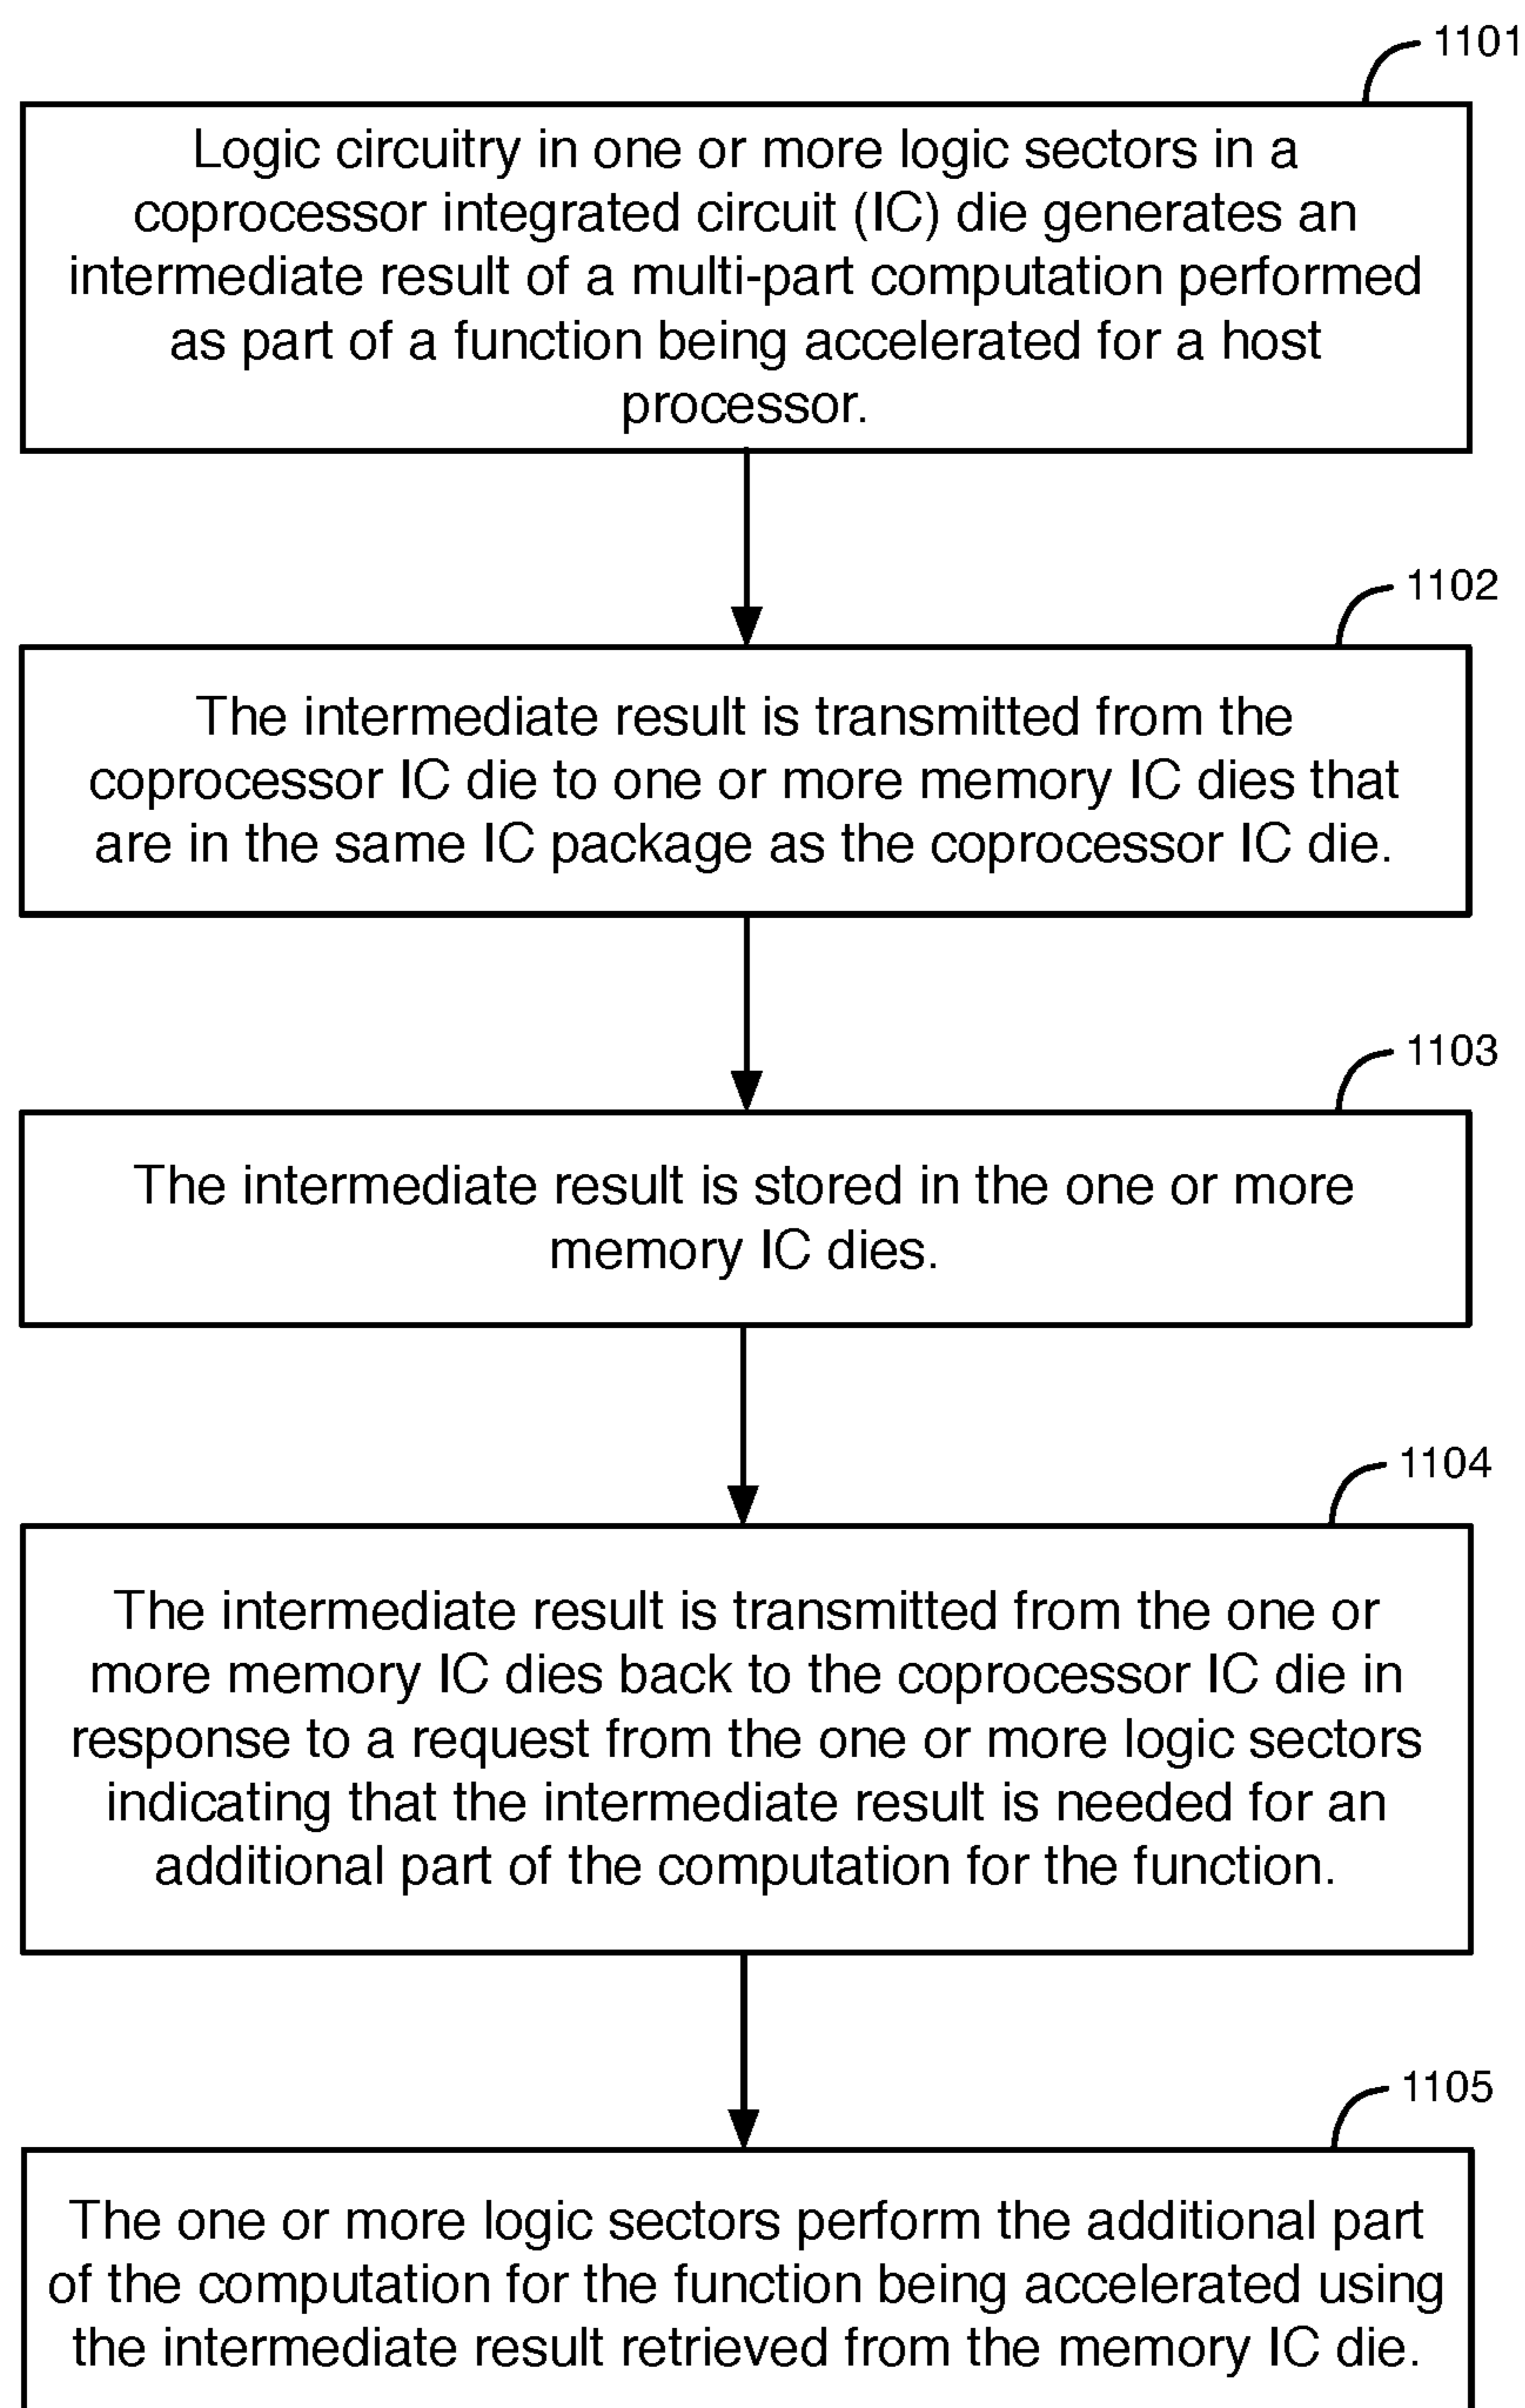 1101
Logic circuitry in one or more logic sectors in a
coprocessor integrated circuit (IC) die generates an
intermediate result of a multi-part computation performed
as part of a function being accelerated for a host
processor.
1102
The intermediate result is transmitted from the
coprocessor IC die to one or more memory IC dies that
are in the same IC package as the coprocessor IC die.
1103
The intermediate result is stored in the one or more
memory IC dies.
1104
The intermediate result is transmitted from the one or
more memory IC dies back to the coprocessor IC die in
response to a request from the one or more logic sectors
indicating that the intermediate result is needed for an
additional part of the computation for the function.
1105
The one or more logic sectors perform the additional part
of the computation for the function being accelerated using
the intermediate result retrieved from the memory IC die.